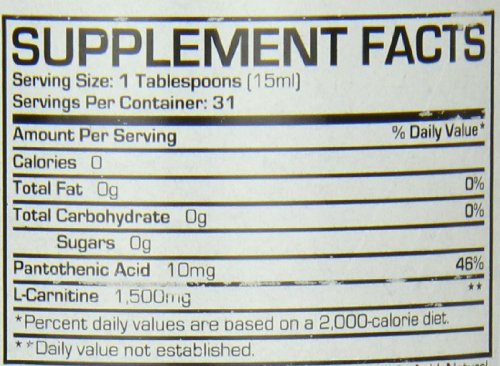 SUPPLEMENT FACTS
Serving Size: 1 Tablespoons (15ml)
Servings Per Container: 31
Amount Per Serving % Daily Value*
Calories 0
Total Fat 0g 0%
Total Carbohydrate 0g 0%
Sugars 0g
Pantothenic Acid 10mg 46%
L-Carnitine 1,500mg **
*Percent daily values are based on a 2,000-calorie diet.
**Daily value not established.